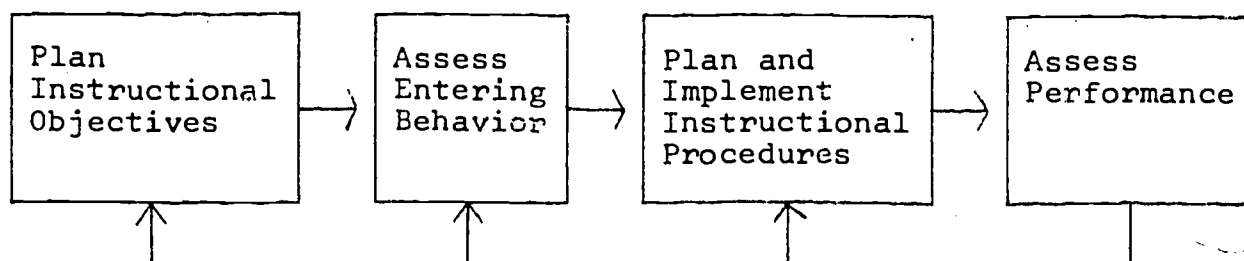 Plan
Instructional
Objectives
Assess
Entering
Behavior
Plan and
Implement
Instructional
Procedures
Assess
Performance